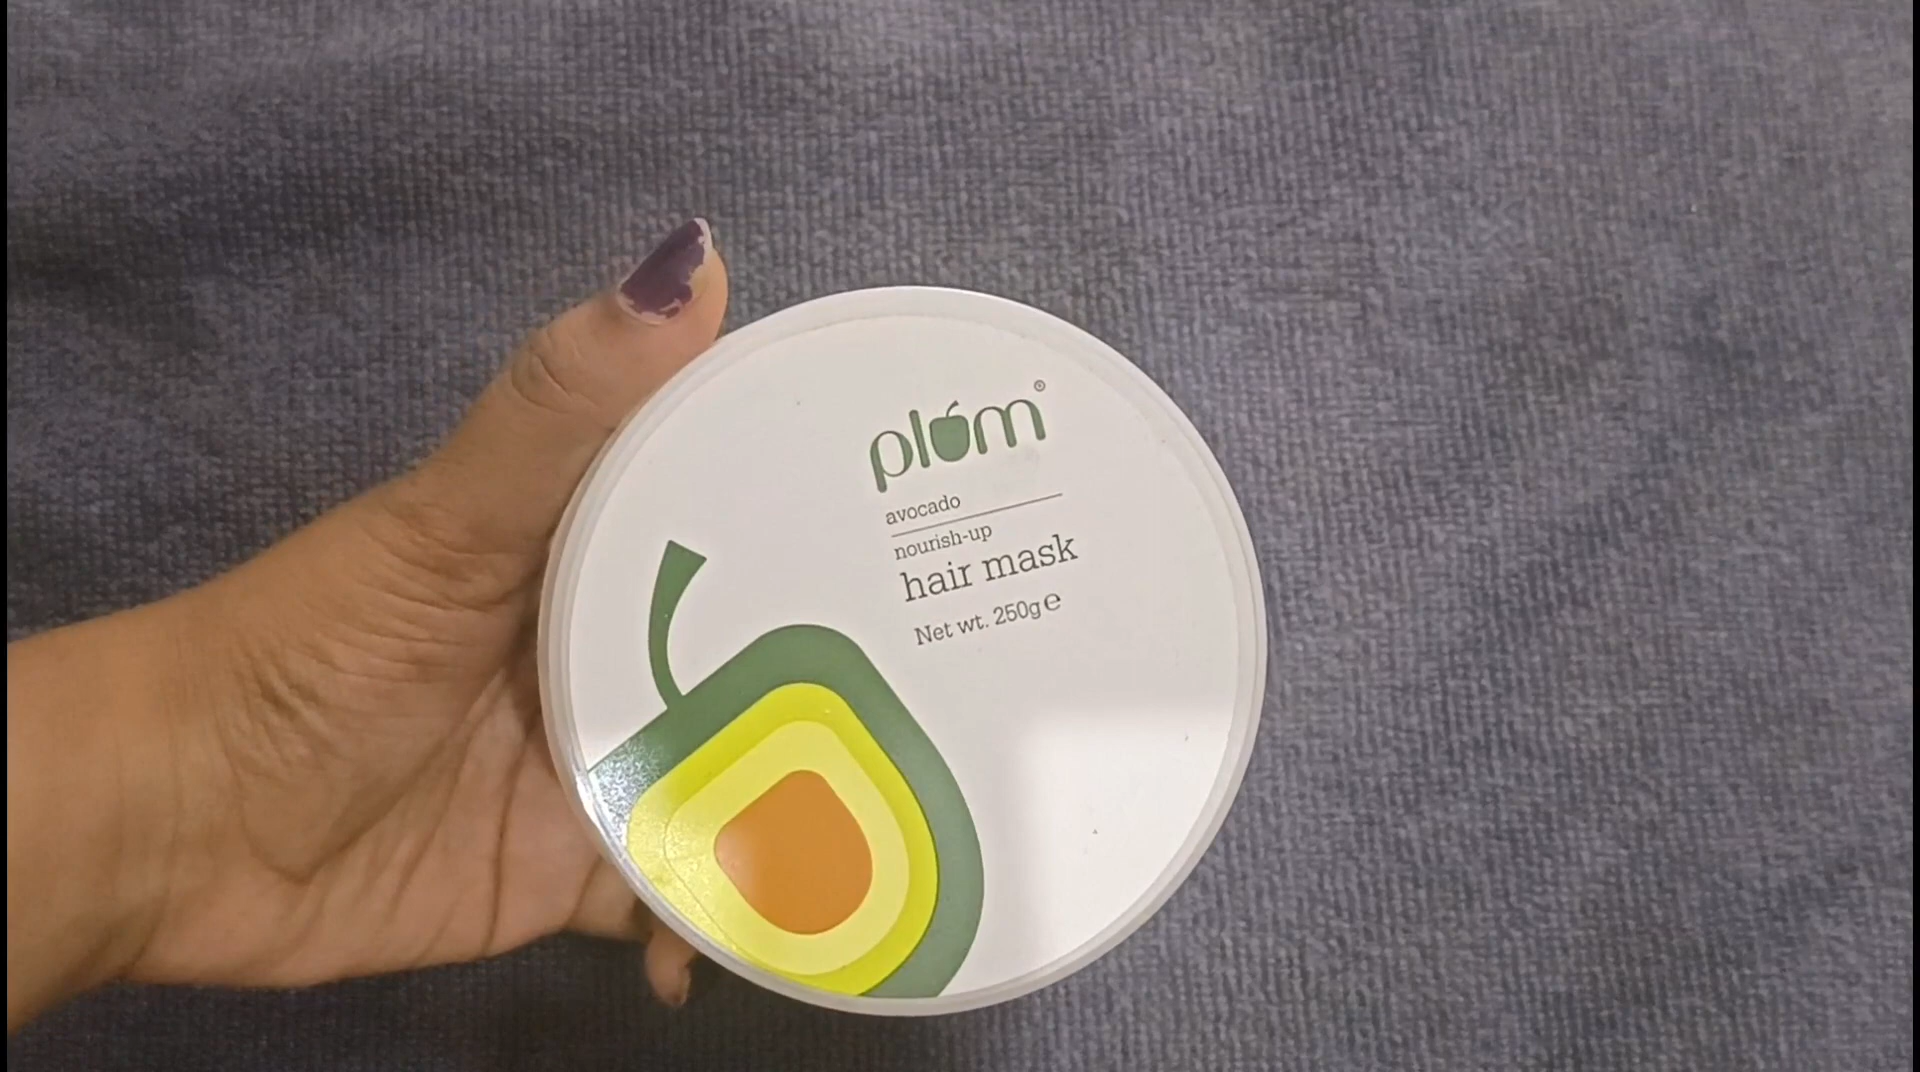 plum®
avocado
nourish-up
hair mask
Net wt. 250g ℮